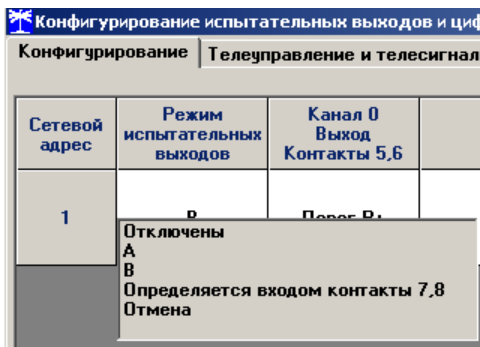 Конфигурирование испытательных выходов и циф
Конфигурирование
Телеуправление и телесигнал
Сетевой
адрес
Режим
испытательных
выходов
Канал 0
Выход
Контакты 5,6
1
Отключены
A
B
Определяется входом контакты 7,8
Отмена